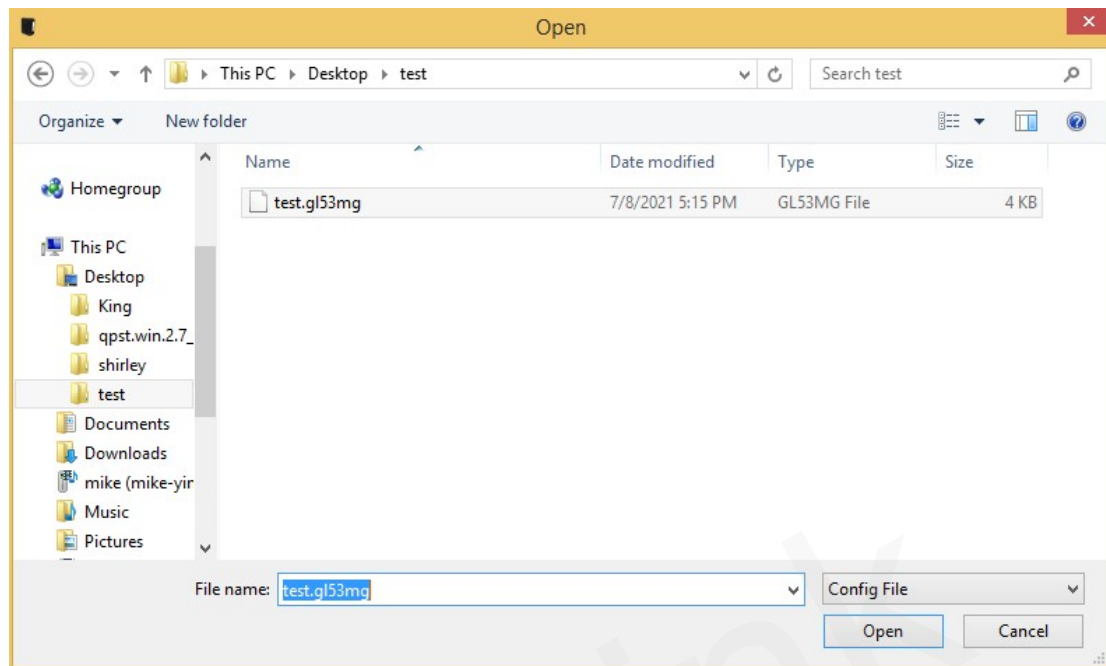 Open
This PC Desktop test
Search test
Organize
New folder
Name
Date modified
Type
Size
Homegroup
test.gl53mg
7/8/2021 5:15 PM
GL53MG File
4 KB
This PC
Desktop
King
qpst.win.2.7_
shirley
test
Documents
Downloads
mike (mike-yin
Music
Pictures
File name:
test.gl53mg
Config File
Open
Cancel